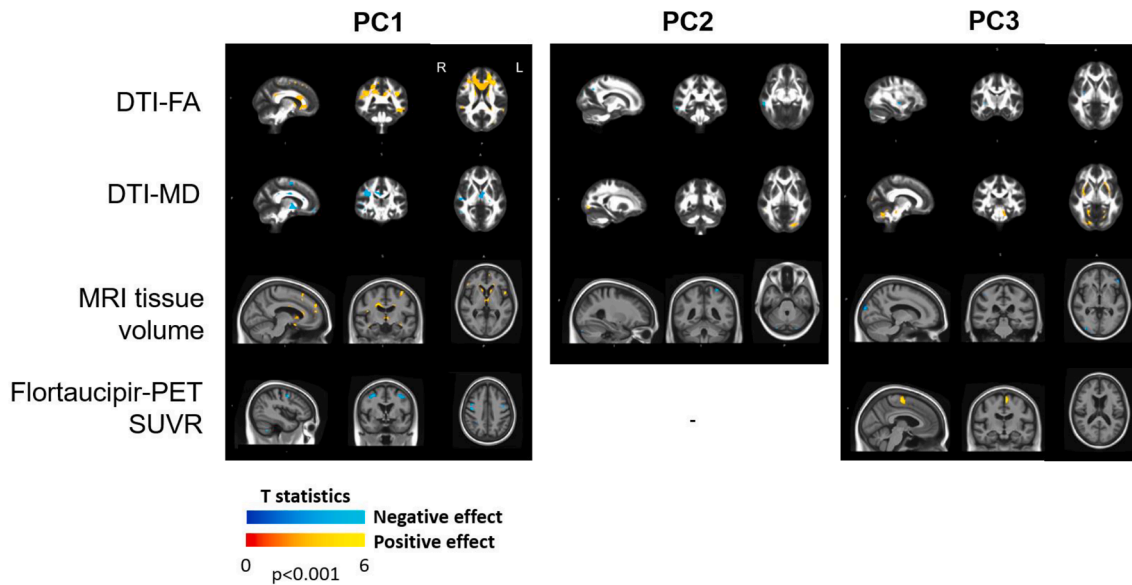 PC1 PC2 PC3
R L
DTI-FA
DTI-MD
MRI tissue
volume
Flortaucipir-PET
SUVR
-
T statistics
Negative effect
Positive effect
0 6
p<0.001